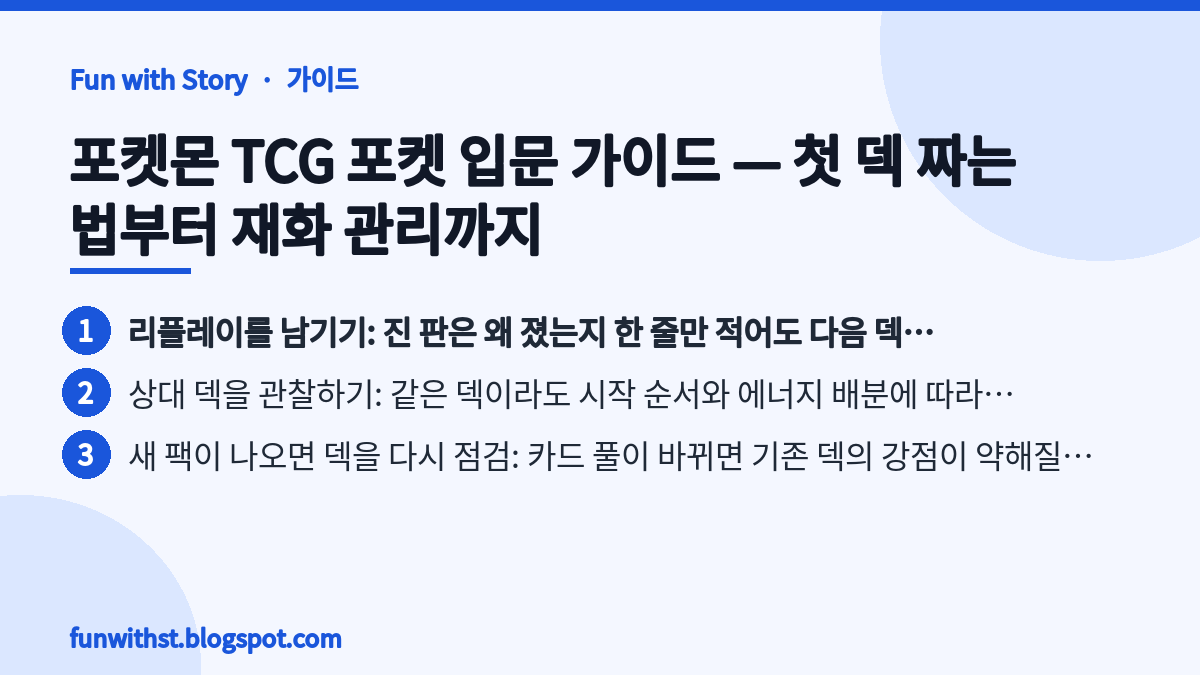 Fun with Story · 가이드
포켓몬 TCG 포켓 입문 가이드 — 첫 덱 짜는
법부터 재화 관리까지
1 리플레이를 남기기: 진 판은 왜 졌는지 한 줄만 적어도 다음 덱…
2 상대 덱을 관찰하기: 같은 덱이라도 시작 순서와 에너지 배분에 따라…
3 새 팩이 나오면 덱을 다시 점검: 카드 풀이 바뀌면 기존 덱의 강점이 약해질…
funwithst.blogspot.com